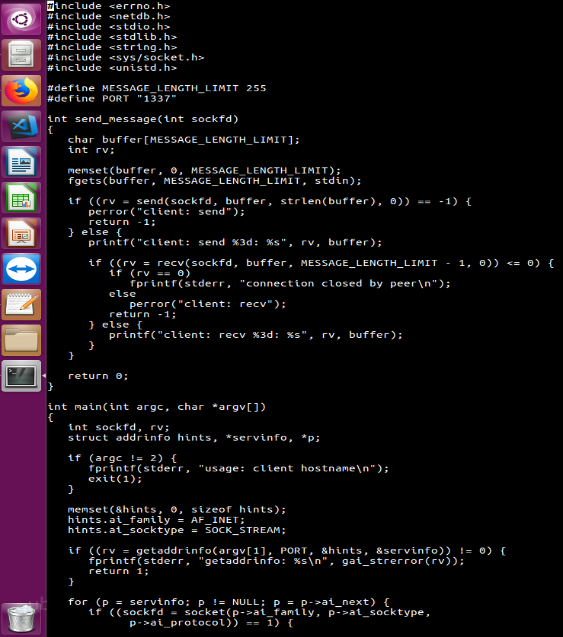 #include <errno.h>
#include <netdb.h>
#include <stdio.h>
#include <stdlib.h>
#include <string.h>
#include <sys/socket.h>
#include <unistd.h>

#define MESSAGE_LENGTH_LIMIT 255
#define PORT "1337"

int send_message(int sockfd)
{
   char buffer[MESSAGE_LENGTH_LIMIT];
   int rv;

   memset(buffer, 0, MESSAGE_LENGTH_LIMIT);
   fgets(buffer, MESSAGE_LENGTH_LIMIT, stdin);

   if ((rv = send(sockfd, buffer, strlen(buffer), 0)) == -1) {
      perror("client: send");
      return -1;
   } else {
      printf("client: send %3d: %s", rv, buffer);

      if ((rv = recv(sockfd, buffer, MESSAGE_LENGTH_LIMIT - 1, 0)) <= 0) {
         if (rv == 0)
            fprintf(stderr, "connection closed by peer\n");
         else
            perror("client: recv");
         return -1;
      } else {
         printf("client: recv %3d: %s", rv, buffer);
      }
   }

   return 0;
}

int main(int argc, char *argv[])
{
   int sockfd, rv;
   struct addrinfo hints, *servinfo, *p;

   if (argc != 2) {
      fprintf(stderr, "usage: client hostname\n");
      exit(1);
   }

   memset(&hints, 0, sizeof hints);
   hints.ai_family = AF_INET;
   hints.ai_socktype = SOCK_STREAM;

   if ((rv = getaddrinfo(argv[1], PORT, &hints, &servinfo)) != 0) {
      fprintf(stderr, "getaddrinfo: %s\n", gai_strerror(rv));
      return 1;
   }

   for (p = servinfo; p != NULL; p = p->ai_next) {
      if ((sockfd = socket(p->ai_family, p->ai_socktype,
            p->ai_protocol)) == 1) {